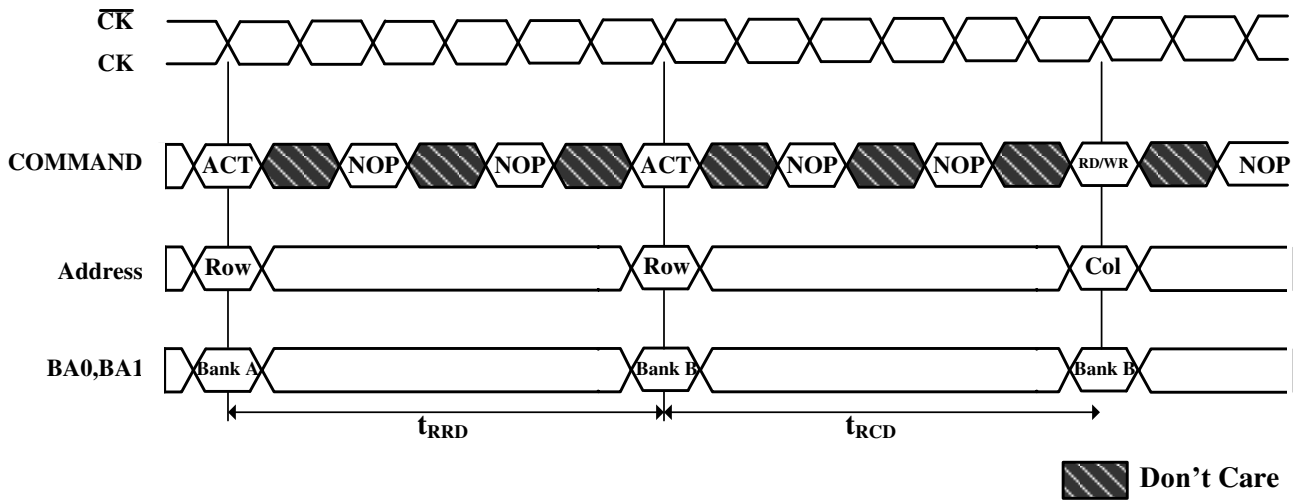 CK
CK
COMMAND ACT NOP NOP ACT NOP NOP RD/WR NOP
Address Row Row Col
BA0,BA1 Bank A Bank B Bank B
tRRD tRCD
Don't Care